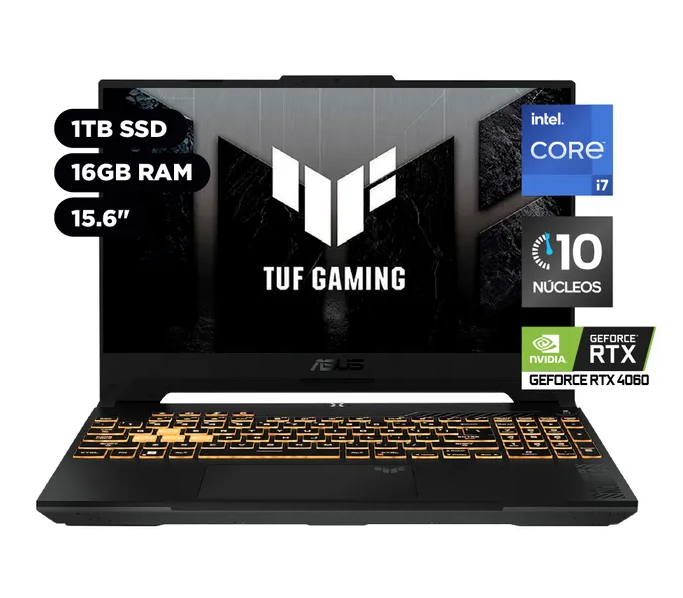 1TB SSD
16GB RAM
15.6"
TUF GAMING
ASUS
intel.
CORE
i7
10
NÚCLEOS
NVIDIA.
GEFORCE
RTX
GEFORCE RTX 4060